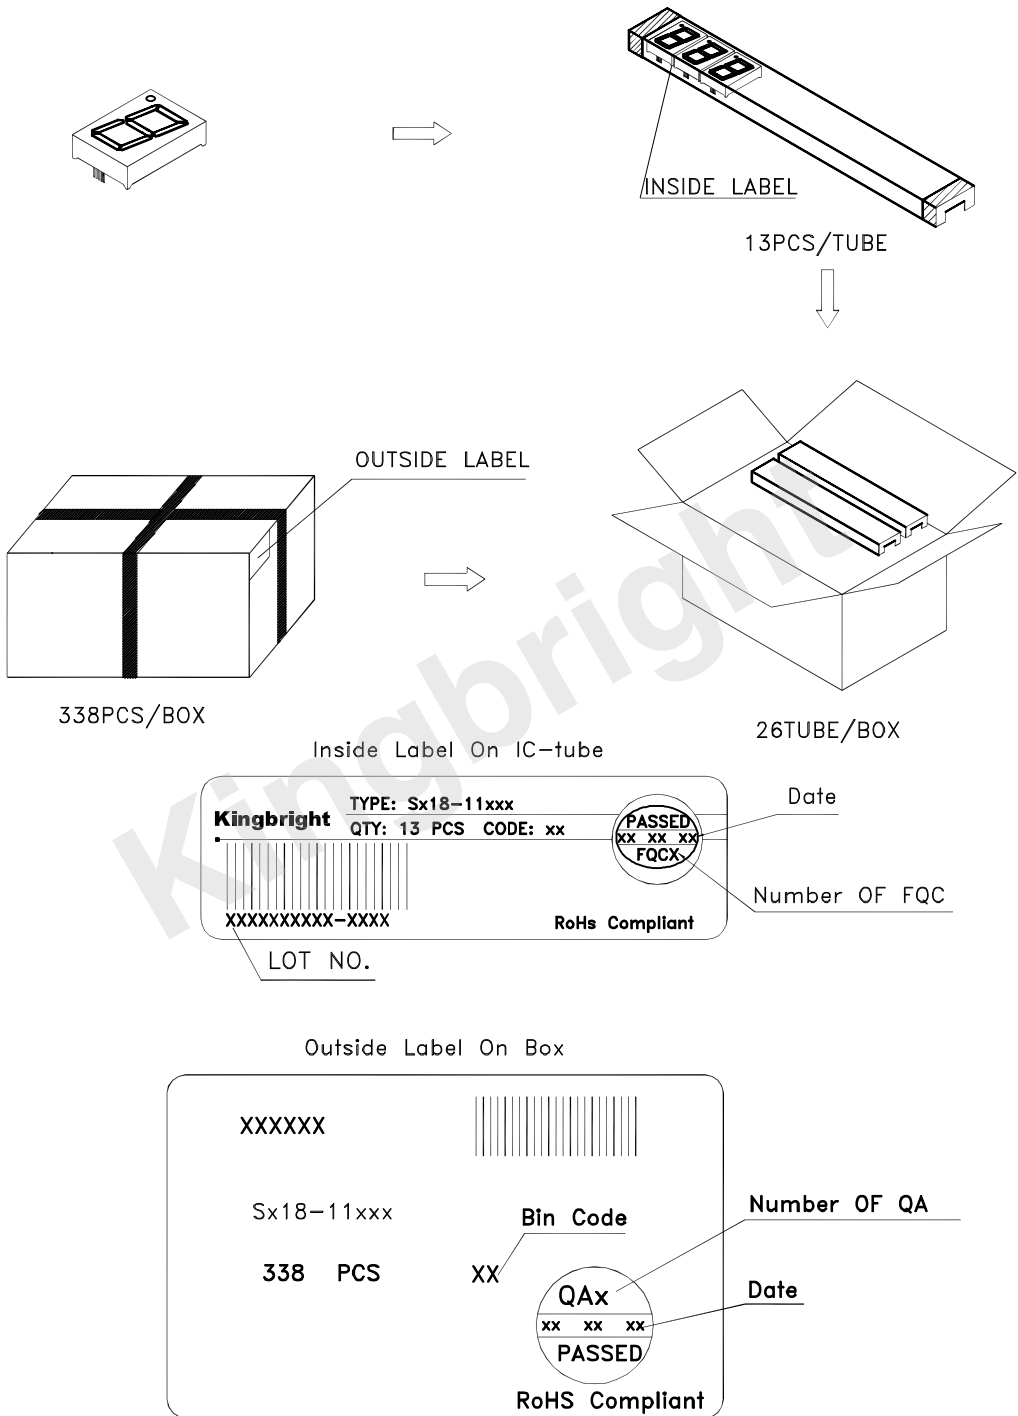 INSIDE LABEL
13PCS/TUBE
OUTSIDE LABEL
338PCS/BOX
26TUBE/BOX
Kingbright
Inside Label On IC-tube
Kingbright
TYPE: Sx18-11xxx
QTY: 13 PCS CODE: xx
PASSED
xx xx xx
FQCX
Date
Number OF FQC
XXXXXXXXXX-XXXX
RoHs Compliant
LOT NO.
Outside Label On Box
XXXXXX
Sx18-11xxx
Bin Code
Number OF QA
338 PCS
XX
QAx
Date
xx xx xx
PASSED
RoHS Compliant